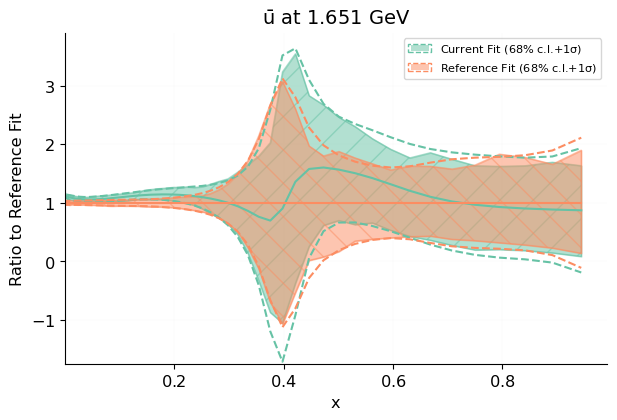 ū at 1.651 GeV
Current Fit (68% c.l.+1σ)
Reference Fit (68% c.l.+1σ)
Ratio to Reference Fit
3
2
1
0
−1
0.2 0.4 0.6 0.8
x